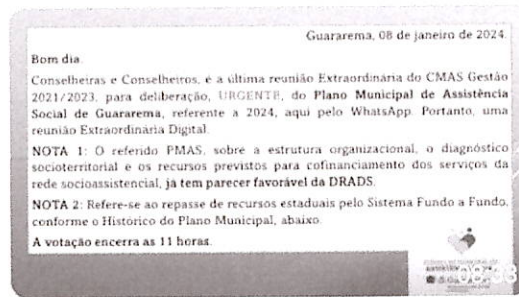 Guararema, 08 de janeiro de 2024.
Bom dia.
Conselheiras e Conselheiros, é a última reunião Extraordinária do CMAS Gestão
2021/2023, para deliberação, URGENTE, do Plano Municipal de Assistência
Social de Guararema, referente a 2024, aqui pelo WhatsApp. Portanto, uma
reunião Extraordinária Digital.
NOTA 1: O referido PMAS, sobre a estrutura organizacional, o diagnóstico
socioterritorial e os recursos previstos para cofinanciamento dos serviços da
rede socioassistencial, já tem parecer favorável da DRADS.
NOTA 2: Refere-se ao repasse de recursos estaduais pelo Sistema Fundo a Fundo,
conforme o Histórico do Plano Municipal, abaixo.
A votação encerra as 11 horas.